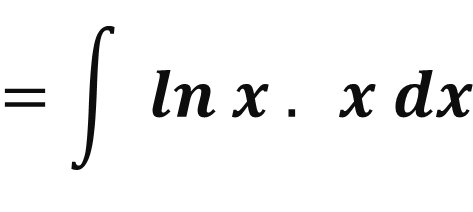 = ∫ ln x . x dx